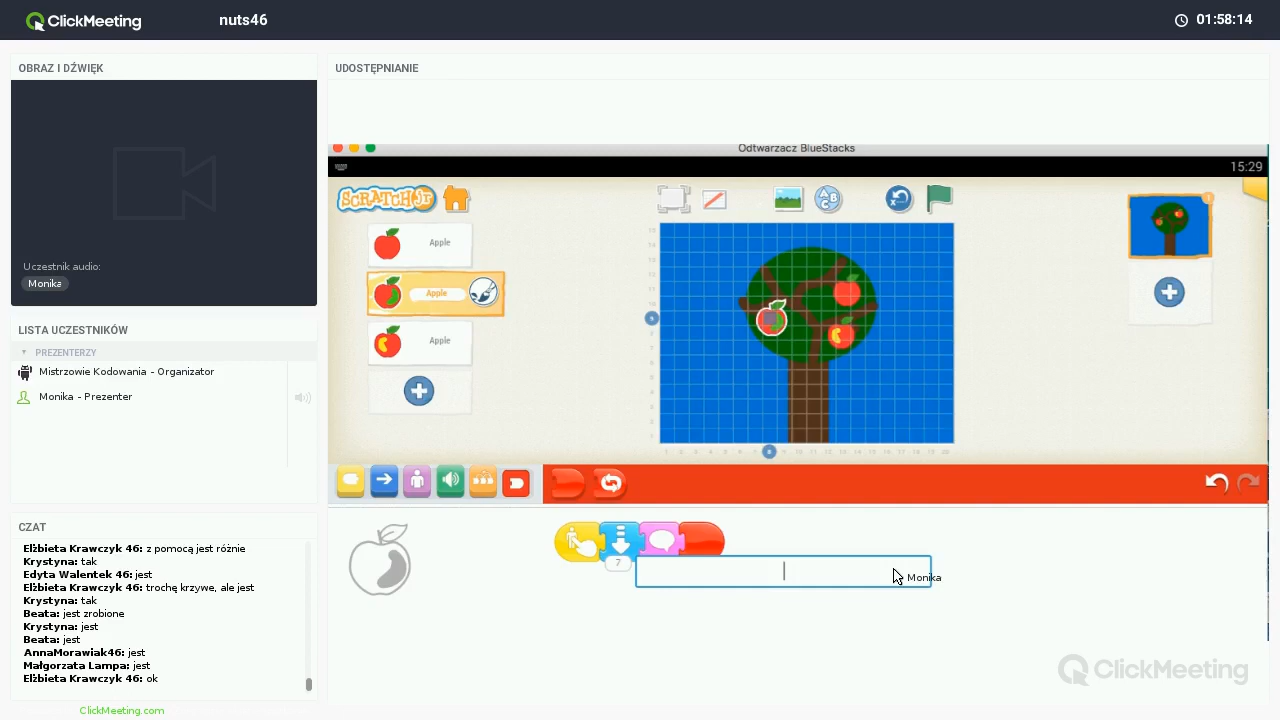 ClickMeeting
nuts46
01:58:14
OBRAZ I DŹWIĘK
UDOSTĘPNIANIE
Odtwarzacz BlueStacks
15:29
SCRATCHJr
Apple
Apple
Apple
Uczestnik audio:
Monika
LISTA UCZESTNIKÓW
PREZENTERZY
Mistrzowie Kodowania - Organizator
Monika - Prezenter
7
Monika
CZAT
Elżbieta Krawczyk 46: z pomocą jest różnie
Krystyna: tak
Edyta Walentek 46: jest
Elżbieta Krawczyk 46: trochę krzywe, ale jest
Krystyna: tak
Beata: jest zrobione
Krystyna: jest
Beata: jest
AnnaMorawiak46: jest
Małgorzata Lampa: jest
Elżbieta Krawczyk 46: ok
ClickMeeting
ClickMeeting.com